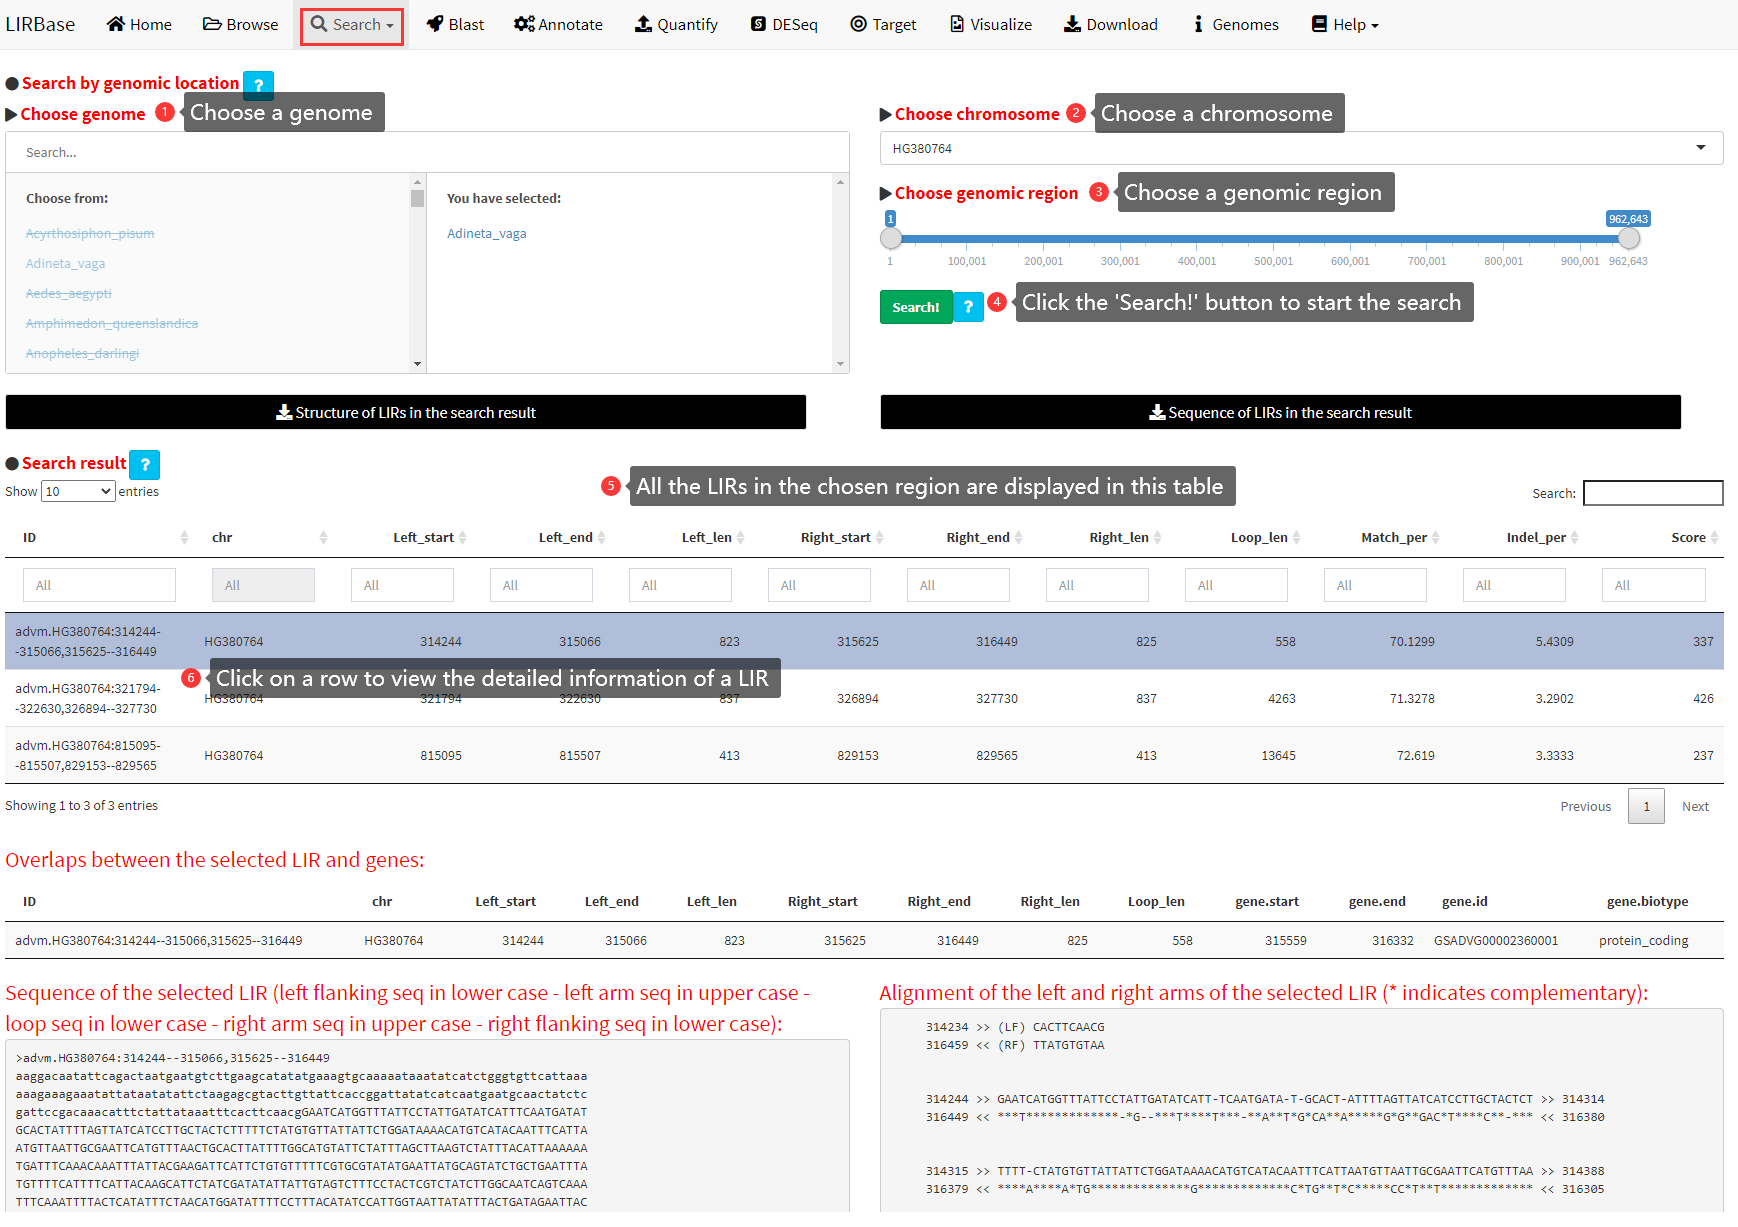 LIRBase Home Browse Search Blast Annotate Quantify DESeq Target Visualize Download Genomes Help
Search by genomic location ?
Choose genome 1 Choose a genome
Search...
Choose from:
Acyrthosiphon_pisum
Adineta_vaga
Aedes_aegypti
Amphimedon_queenslandica
Anopheles_darlingi
You have selected:
Adineta_vaga
Choose chromosome 2 Choose a chromosome
HG380764
Choose genomic region 3 Choose a genomic region
1 962,643
1 100,001 200,001 300,001 400,001 500,001 600,001 700,001 800,001 900,001 962,643
Search! ? 4 Click the 'Search!' button to start the search
Structure of LIRs in the search result
Sequence of LIRs in the search result
Search result ?
Show 10 entries
5 All the LIRs in the chosen region are displayed in this table
Search:
ID chr Left_start Left_end Left_len Right_start Right_end Right_len Loop_len Match_per Indel_per Score
All All All All All All All All All All All All
advm.HG380764:314244-
-315066,315625--316449 HG380764 314244 315066 823 315625 316449 825 558 70.1299 5.4309 337
6 Click on a row to view the detailed information of a LIR
advm.HG380764:321794-
-322630,326894--327730 HG380764 321794 322630 837 326894 327730 837 4263 71.3278 3.2902 426
advm.HG380764:815095-
-815507,829153--829565 HG380764 815095 815507 413 829153 829565 413 13645 72.619 3.3333 237
Showing 1 to 3 of 3 entries
Previous 1 Next
Overlaps between the selected LIR and genes:
ID chr Left_start Left_end Left_len Right_start Right_end Right_len Loop_len gene.start gene.end gene.id gene.biotype
advm.HG380764:314244--315066,315625--316449 HG380764 314244 315066 823 315625 316449 825 558 315559 316332 GSADVG00002360001 protein_coding
Sequence of the selected LIR (left flanking seq in lower case - left arm seq in upper case -
loop seq in lower case - right arm seq in upper case - right flanking seq in lower case):
>advm.HG380764:314244--315066,315625--316449
aaggacaatattcagactaatgaatgtcttgaagcatatatgaaagtgcaaaaataaatatcatctgggtgttcattaaa
aaagaagaaatattataatatattctaagagcgtacttgttattcaccggattatatcatcaatgaatgcaactatctc
gattccgacaaacatttctattataaatttcacttcaacgGAATCATGGTTTATTCCTATTGATATCATTTCAATGATAT
GCACTATTTTAGTTATCATCCTTGCTACTCTTTTTCTATGTGTTATTATTCTGGATAAAACATGTCATACAATTTCATTA
ATGTTAATTGCGAATTCATGTTTAACTGCACTTATTTTGGCATGTATTCTATTTAGCTTAAGTCTATTTACATTAAAAAA
TGATTTCAAACAAATTTATTACGAAGATTCATTCTGTGTTTTTCGTGCGTATATGAATTATGCAGTATCTGCTGAATTTA
TGTTTTCATTTTCATTACAAGCATTCTATCGATATATTATTGTAGTCTTTCCTACTCGTCTATCTTGGCAATCAGTCAAA
TTTCAAATTTTACTCATATTTCTAACATGGATATTTTCCTTTACATATCCATTGGTAATTATATTTACTGATAGAATTAC
Alignment of the left and right arms of the selected LIR (* indicates complementary):
314234 >> (LF) CACTTCAACG
316459 << (RF) TTATGTGTAA
314244 >> GAATCATGGTTTATTCCTATTGATATCATT-TCAATGATA-T-GCACT-ATTTTAGTTATCATCCTTGCTACTCT >> 314314
316449 << ***T*************-*G--***T****T***-**A**T*G*CA**A*****G*G**GAC*T****C**-*** << 316380
314315 >> TTTT-CTATGTGTTATTATTCTGGATAAAACATGTCATACAATTTCATTAATGTTAATTGCGAATTCATGTTTAA >> 314388
316379 << ****A****A*TG**************G*************C*TG**T*C*****CC*T**T************* << 316305